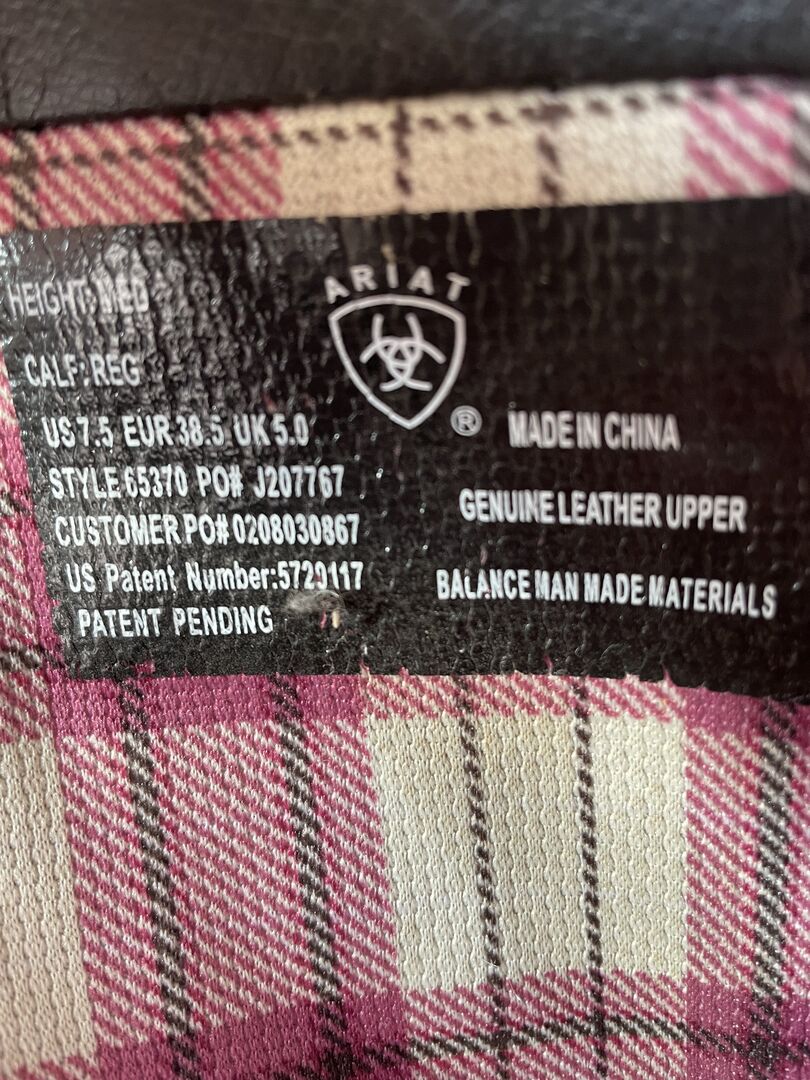 HEIGHT: MED
CALF: REG
US 7.5 EUR 38.5 UK 5.0
STYLE 65370 PO# J207767
CUSTOMER PO# 0208030867
US Patent Number:5729117
PATENT PENDING
ARIAT
®
MADE IN CHINA
GENUINE LEATHER UPPER
BALANCE MAN MADE MATERIALS